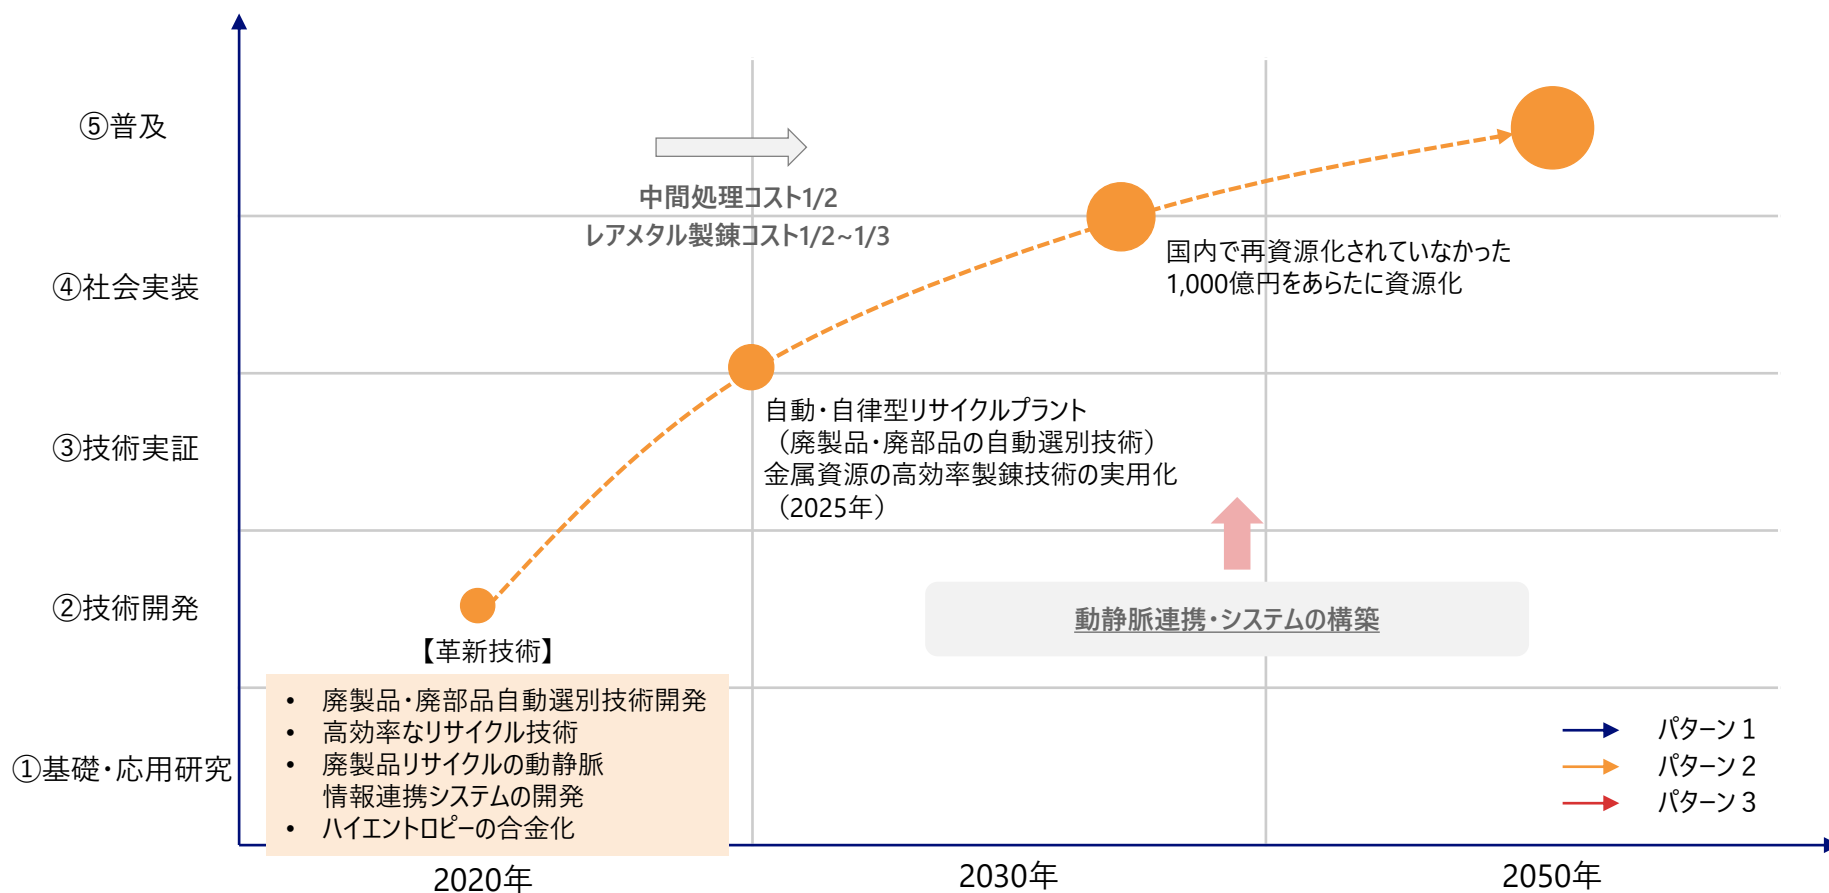 ⑤普及
中間処理コスト1/2
レアメタル製錬コスト1/2~1/3
国内で再資源化されていなかった
1,000億円をあらたに資源化
④社会実装
自動・自律型リサイクルプラント
（廃製品・廃部品の自動選別技術）
金属資源の高効率製錬技術の実用化
（2025年）
③技術実証
②技術開発
動静脈連携・システムの構築
【革新技術】
• 廃製品・廃部品自動選別技術開発
• 高効率なリサイクル技術
• 廃製品リサイクルの動静脈
情報連携システムの開発
• ハイエントロピーの合金化
①基礎・応用研究
パターン１
パターン２
パターン３
2020年
2030年
2050年